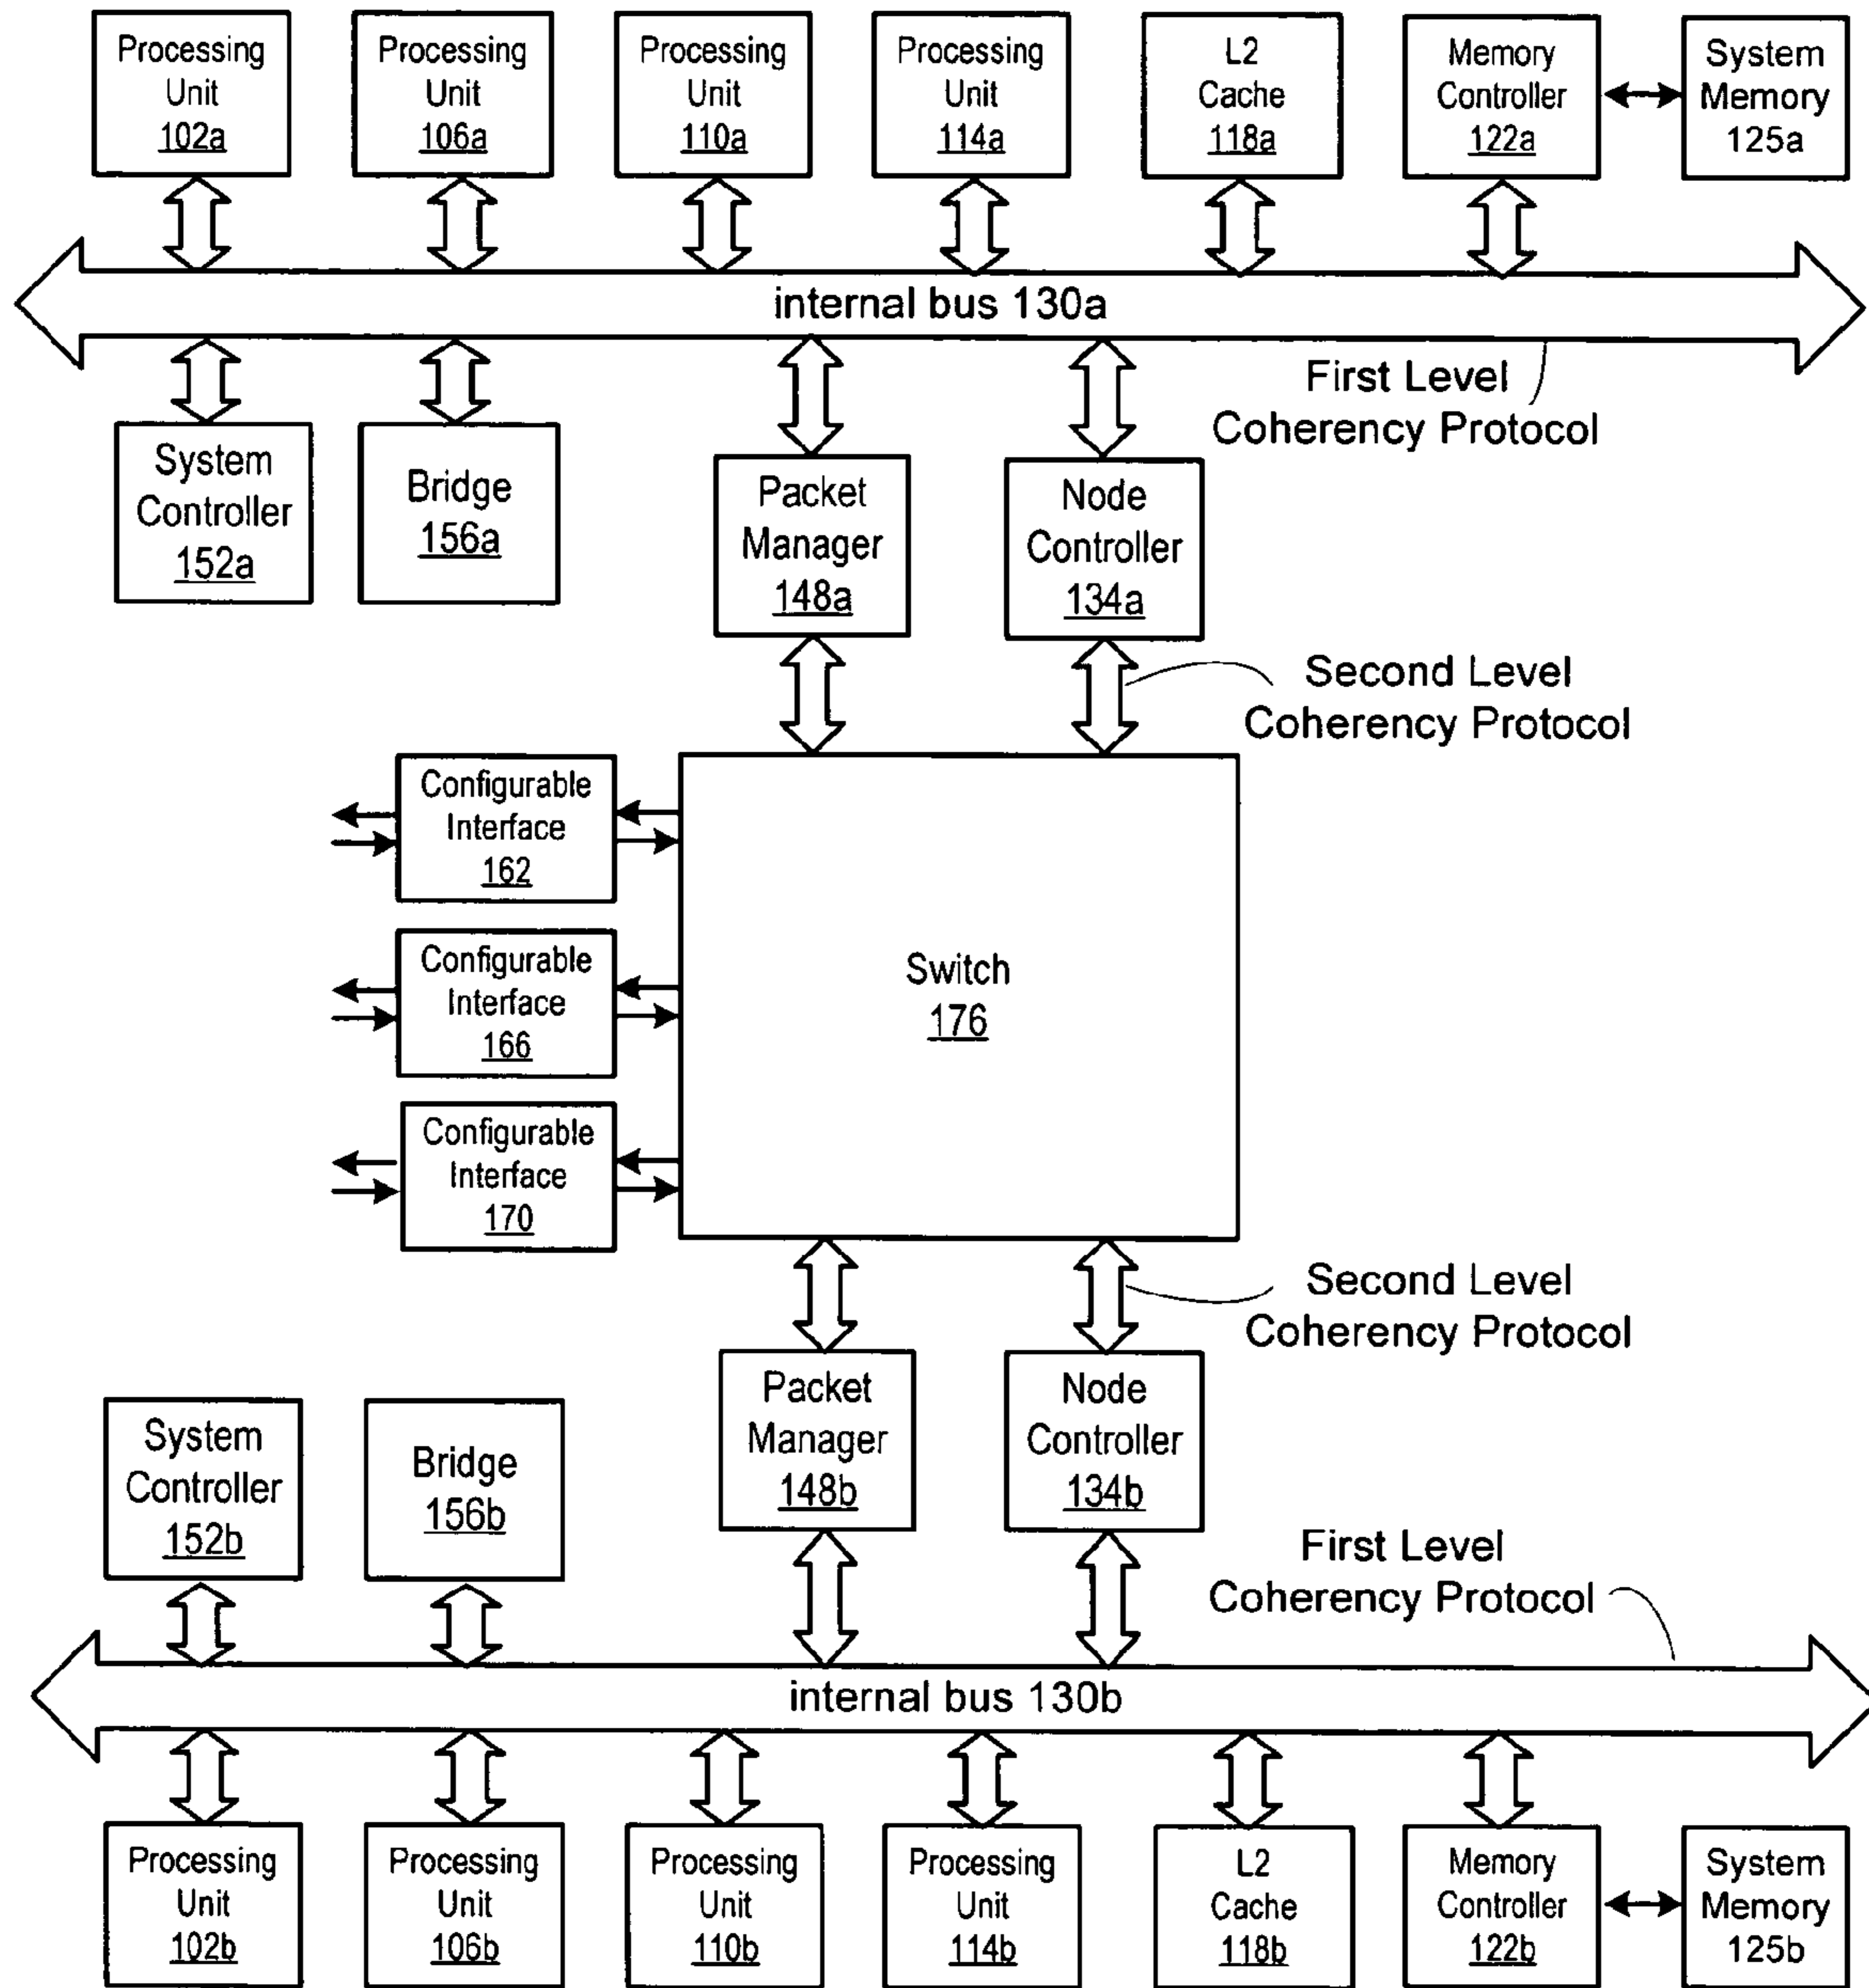 Processing
Unit
102a
Processing
Unit
106a
Processing
Unit
110a
Processing
Unit
114a
L2
Cache
118a
Memory
Controller
122a
System
Memory
125a
internal bus 130a
First Level
Coherency Protocol
System
Controller
152a
Bridge
156a
Packet
Manager
148a
Node
Controller
134a
Second Level
Coherency Protocol
Configurable
Interface
162
Configurable
Interface
166
Configurable
Interface
170
Switch
176
Second Level
Coherency Protocol
System
Controller
152b
Bridge
156b
Packet
Manager
148b
Node
Controller
134b
First Level
Coherency Protocol
internal bus 130b
Processing
Unit
102b
Processing
Unit
106b
Processing
Unit
110b
Processing
Unit
114b
L2
Cache
118b
Memory
Controller
122b
System
Memory
125b